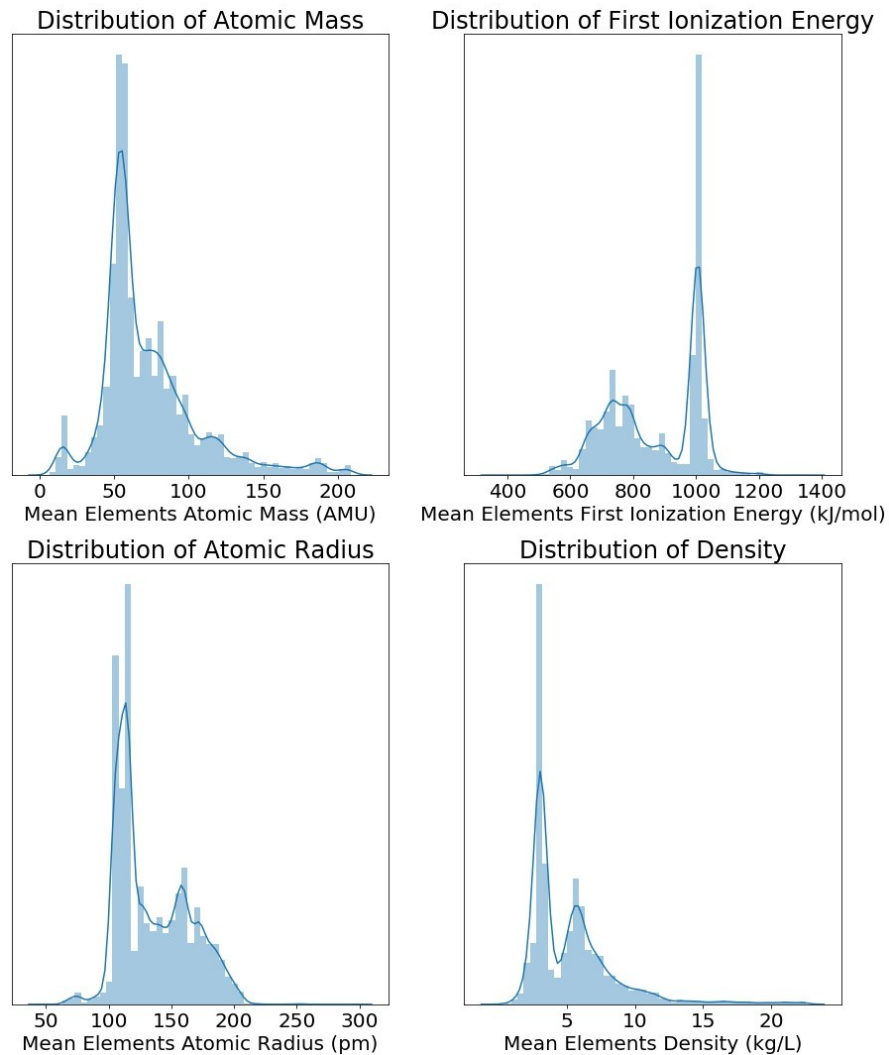 Distribution of Atomic Mass
0 50 100 150 200
Mean Elements Atomic Mass (AMU)
Distribution of First Ionization Energy
400 600 800 1000 1200 1400
Mean Elements First Ionization Energy (kJ/mol)
Distribution of Atomic Radius
50 100 150 200 250 300
Mean Elements Atomic Radius (pm)
Distribution of Density
5 10 15 20
Mean Elements Density (kg/L)